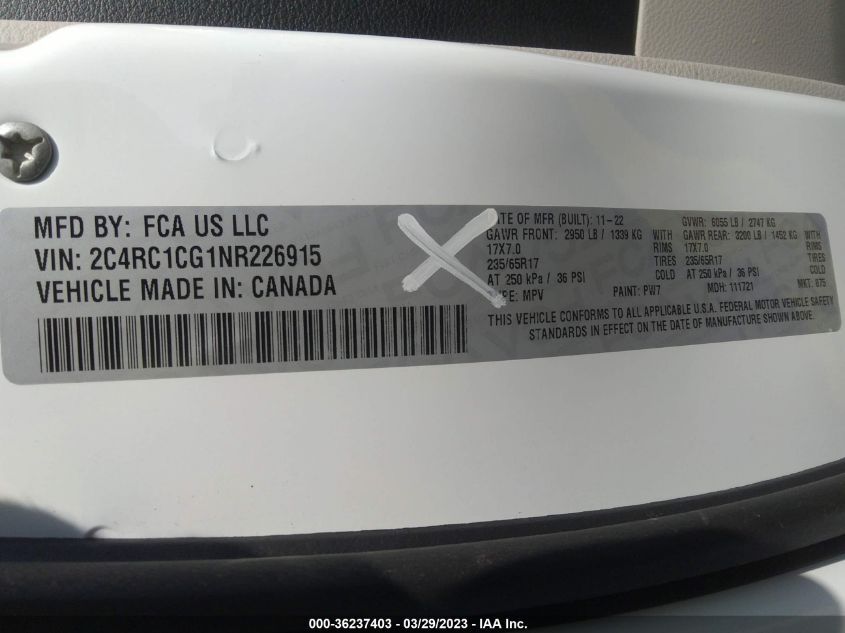 MFD BY: FCA US LLC
VIN: 2C4RC1CG1NR226915
VEHICLE MADE IN: CANADA
DATE OF MFR (BUILT): 11-22 GVWR: 6055 LB / 2747 KG
GAWR FRONT: 2950 LB / 1339 KG WITH GAWR REAR: 3200 LB / 1452 KG WITH
17X7.0 RIMS 17X7.0 RIMS
235/65R17 TIRES 235/65R17 TIRES
AT 250 kPa / 36 PSI COLD AT 250 kPa / 36 PSI COLD
TYPE: MPV PAINT: PW7 MDH: 111721 MKT: 875
THIS VEHICLE CONFORMS TO ALL APPLICABLE U.S.A. FEDERAL MOTOR VEHICLE SAFETY
STANDARDS IN EFFECT ON THE DATE OF MANUFACTURE SHOWN ABOVE.
000-36237403 - 03/29/2023 - IAA Inc.